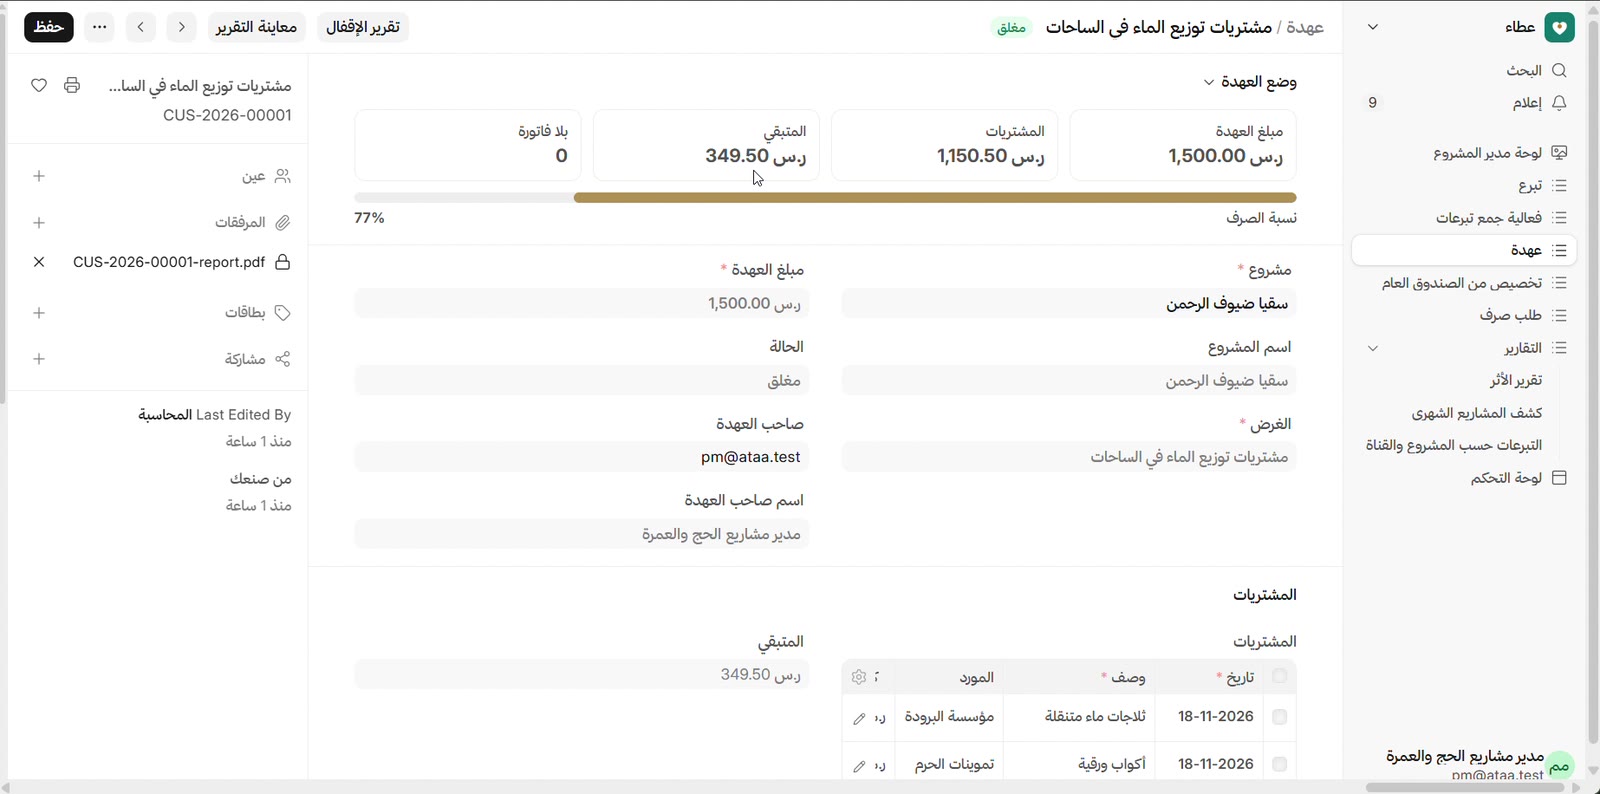 عطاء
البحث
إعلام
9
لوحة مدير المشروع
تبرع
فعالية جمع تبرعات
عهدة
تخصيص من الصندوق العام
طلب صرف
التقارير
تقرير الأثر
كشف المشاريع الشهري
التبرعات حسب المشروع والقناة
لوحة التحكم
مدير مشاريع الحج والعمرة
pm@ataa.test
مم
عهدة / مشتريات توزيع الماء في الساحات
مغلق
تقرير الإقفال
معاينة التقرير
حفظ
وضع العهدة
مبلغ العهدة
ر.س 1,500.00
المشتريات
ر.س 1,150.50
المتبقي
ر.س 349.50
بلا فاتورة
0
نسبة الصرف
77%
مشروع *
سقيا ضيوف الرحمن
مبلغ العهدة *
ر.س 1,500.00
اسم المشروع
سقيا ضيوف الرحمن
الحالة
مغلق
الغرض *
مشتريات توزيع الماء في الساحات
صاحب العهدة
pm@ataa.test
اسم صاحب العهدة
مدير مشاريع الحج والعمرة
المشتريات
المشتريات
المتبقي
ر.س 349.50
تاريخ * وصف * المورد
18-11-2026 ثلاجات ماء متنقلة مؤسسة البرودة ر.س
18-11-2026 أكواب ورقية تموينات الحرم ر.س
مشتريات توزيع الماء في السا...
CUS-2026-00001
عين
المرفقات
CUS-2026-00001-report.pdf
بطاقات
مشاركة
Last Edited By المحاسبة
منذ 1 ساعة
من صنعك
منذ 1 ساعة